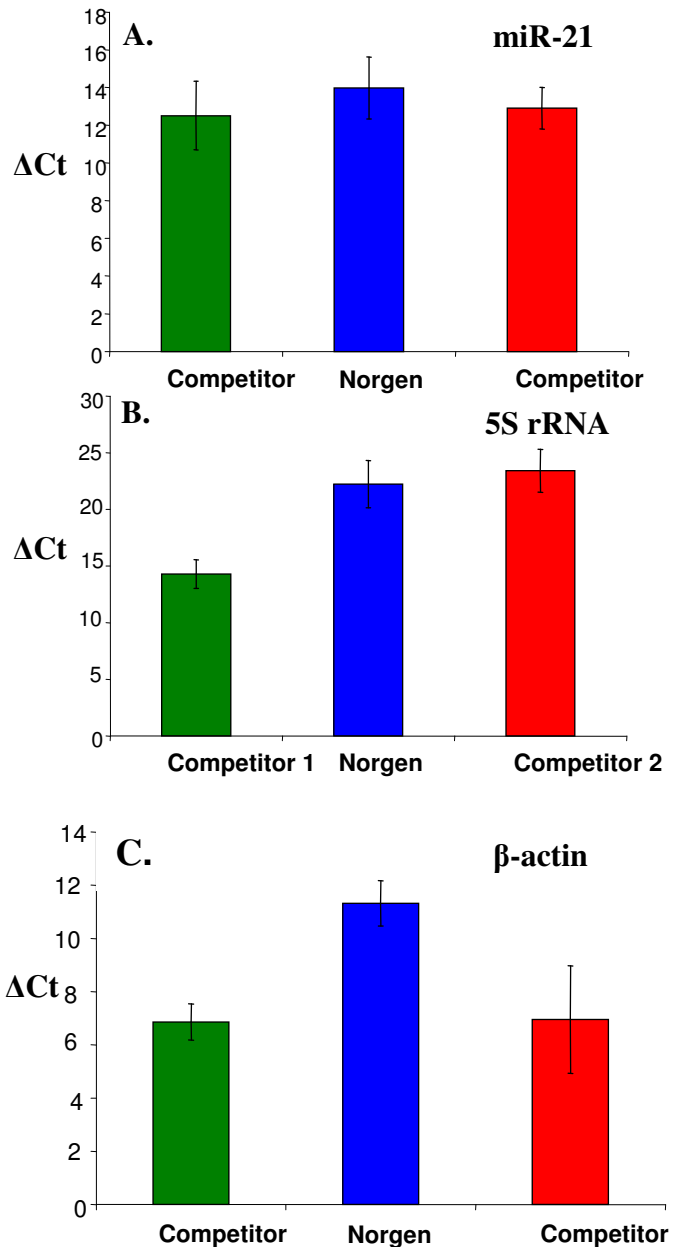 18
A.
miR-21
16
14
12
10
ΔCt
8
6
4
2
0
Competitor Norgen Competitor
30
B.
5S rRNA
25
20
ΔCt
15
10
5
0
Competitor 1 Norgen Competitor 2
14
C.
β-actin
12
10
ΔCt
8
6
4
2
0
Competitor Norgen Competitor